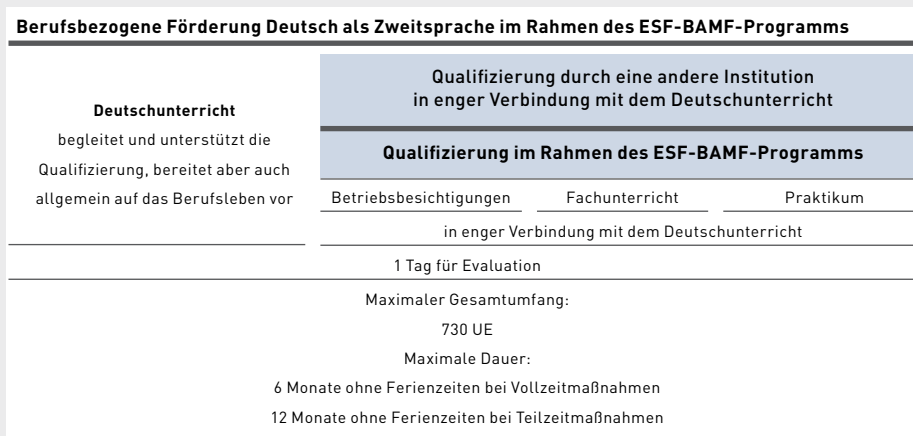 Berufsbezogene Förderung Deutsch als Zweitsprache im Rahmen des ESF-BAMF-Programms
Deutschunterricht
begleitet und unterstützt die
Qualifizierung, bereitet aber auch
allgemein auf das Berufsleben vor
Qualifizierung durch eine andere Institution
in enger Verbindung mit dem Deutschunterricht
Qualifizierung im Rahmen des ESF-BAMF-Programms
Betriebsbesichtigungen Fachunterricht Praktikum
in enger Verbindung mit dem Deutschunterricht
1 Tag für Evaluation
Maximaler Gesamtumfang:
730 UE
Maximale Dauer:
6 Monate ohne Ferienzeiten bei Vollzeitmaßnahmen
12 Monate ohne Ferienzeiten bei Teilzeitmaßnahmen